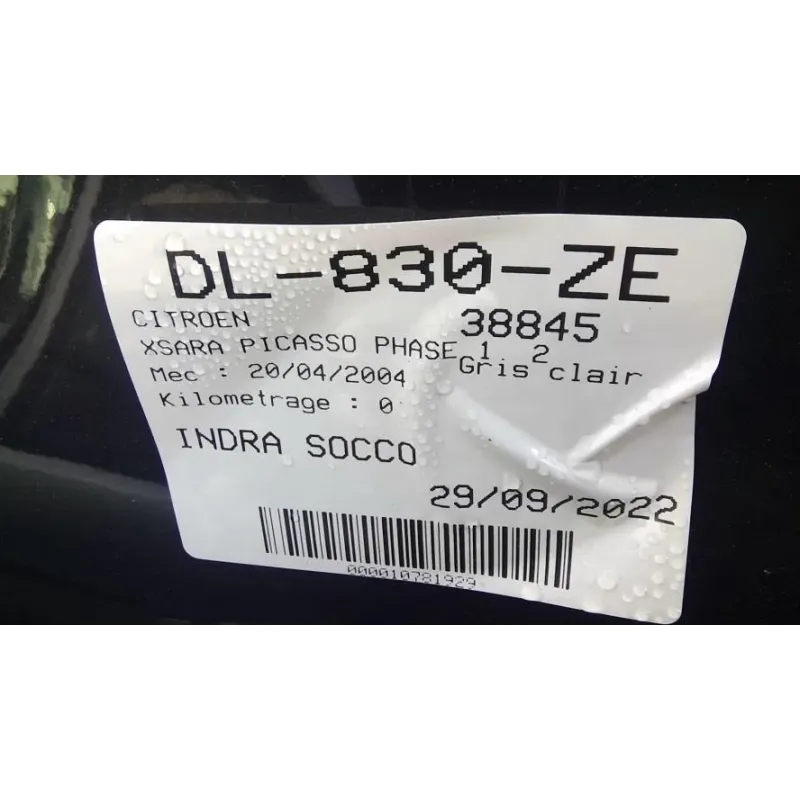 DL-830-ZE
CITROEN 38845
XSARA PICASSO PHASE 1 2
Mec : 20/04/2004 Gris clair
Kilometrage : 0
INDRA SOCCO
29/09/2022
000010781929